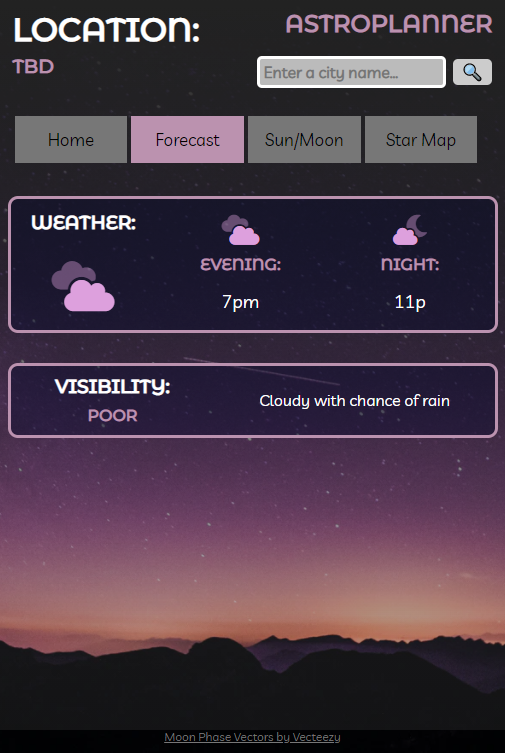 LOCATION:
ASTROPLANNER
TBD
Enter a city name...
Home Forecast Sun/Moon Star Map
WEATHER:
EVENING: NIGHT:
7pm 11p
VISIBILITY:
Cloudy with chance of rain
POOR
Moon Phase Vectors by Vecteezy